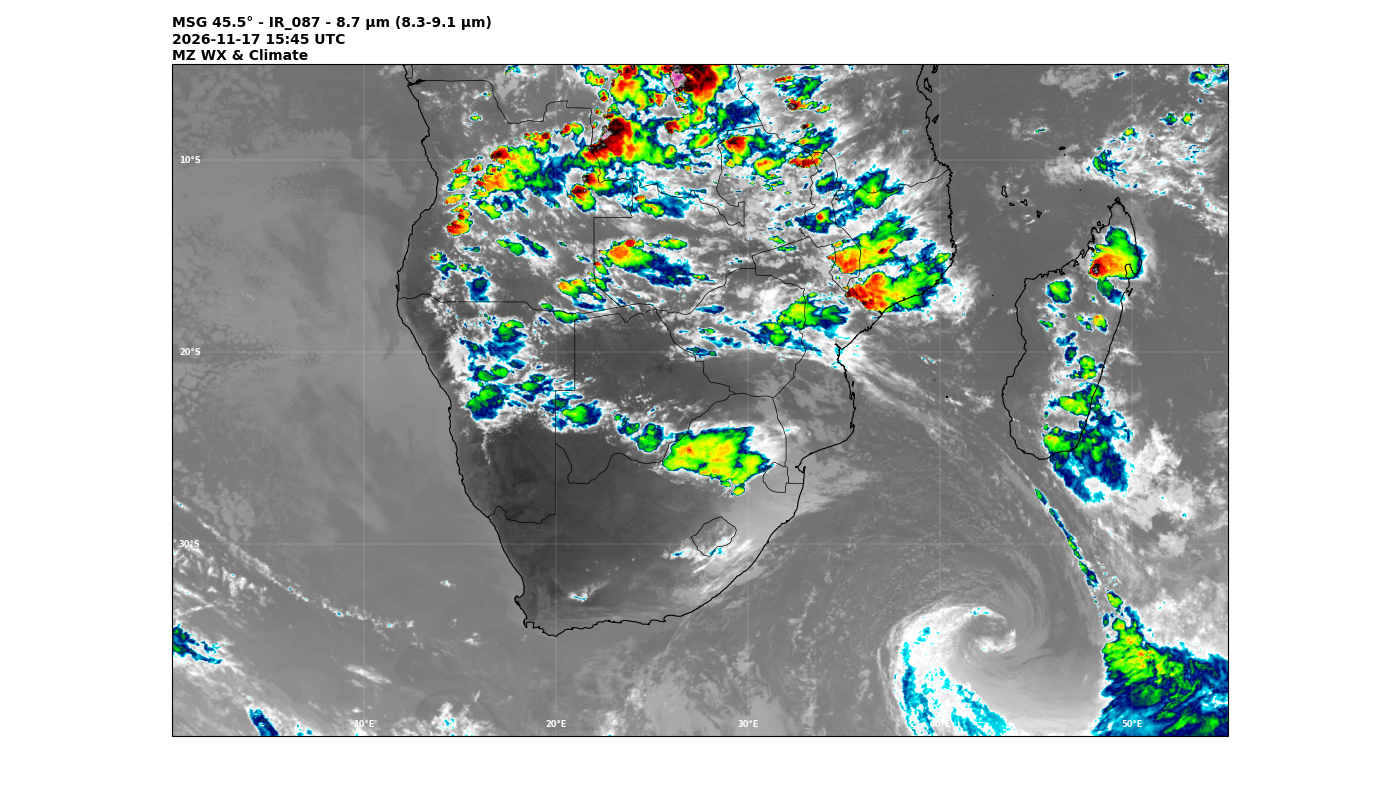 MSG 45.5° - IR_087 - 8.7 µm (8.3-9.1 µm)
2026-11-17 15:45 UTC
MZ WX & Climate
10°S
20°S
30°S
10°E 20°E 30°E 40°E 50°E